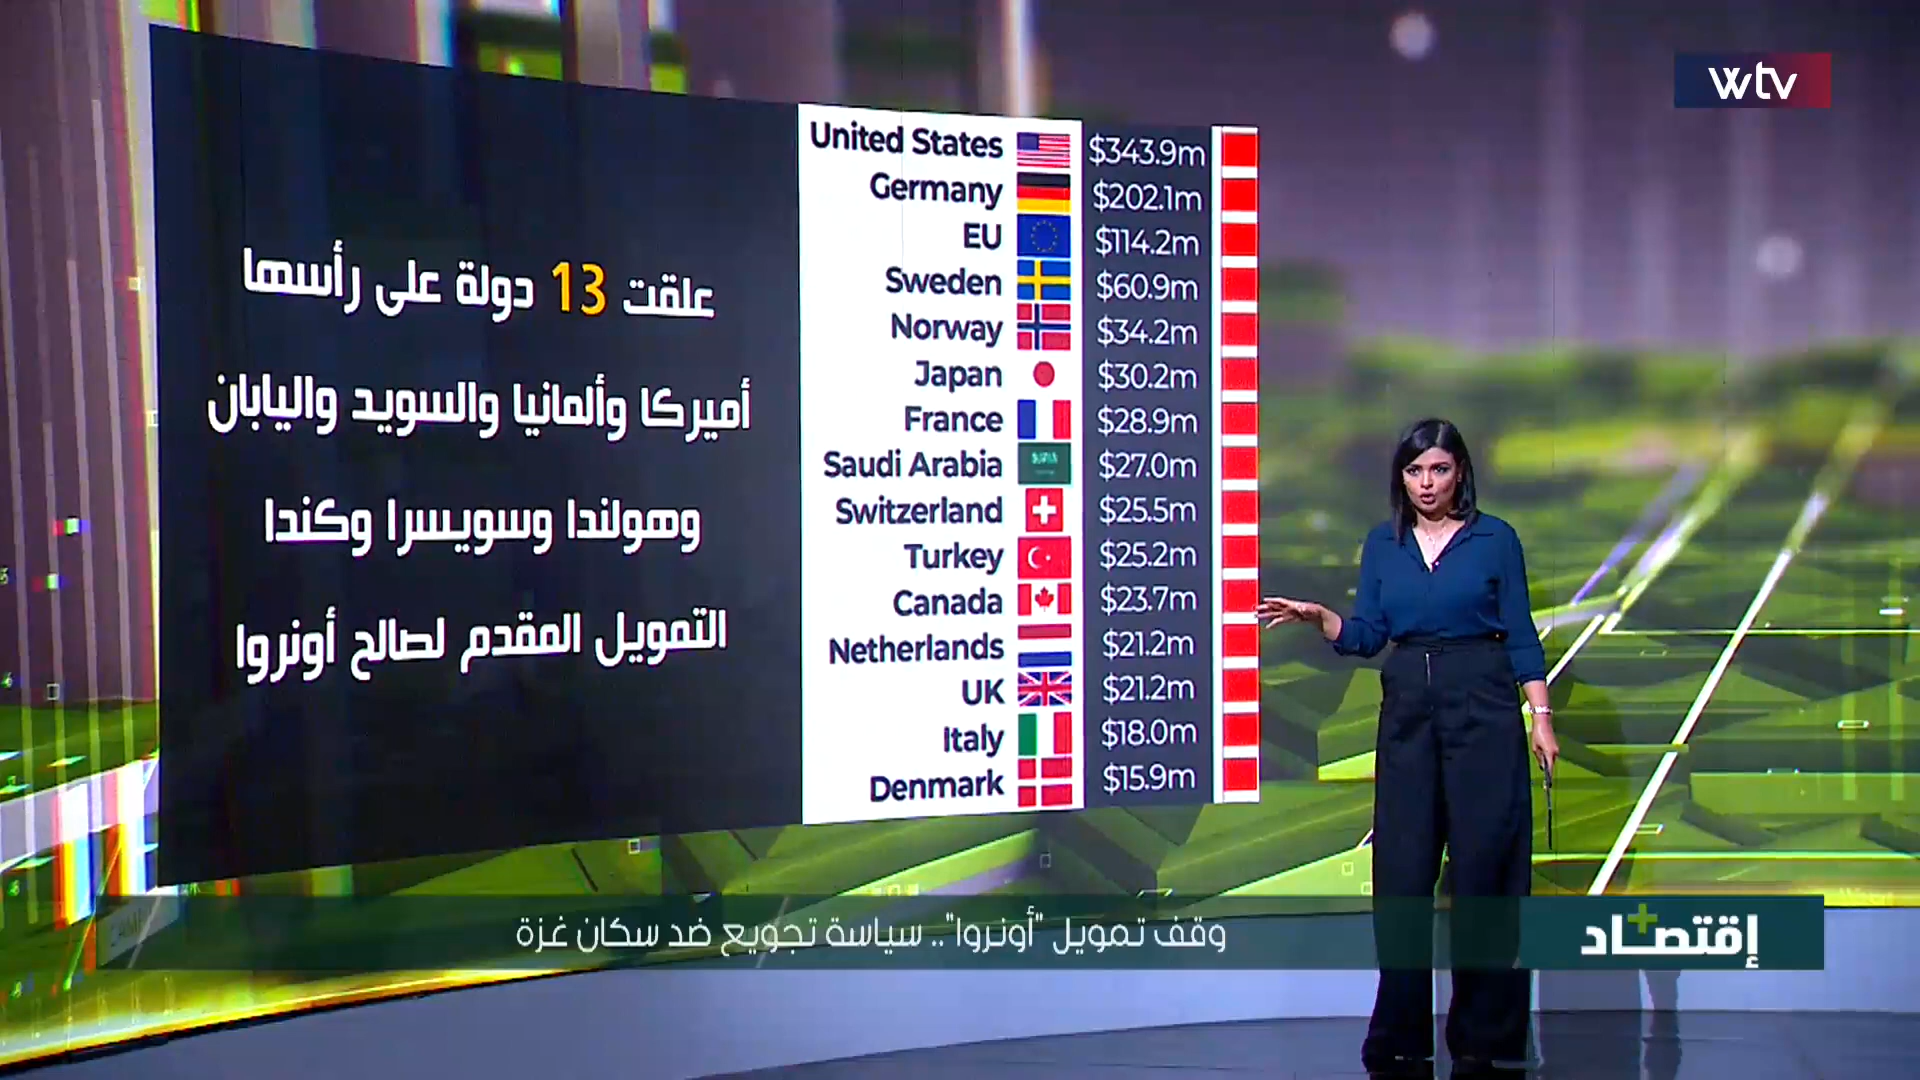 wtv
علقت 13 دولة على رأسها
أميركا وألمانيا والسويد واليابان
وهولندا وسويسرا وكندا
التمويل المقدم لصالح أونروا
United States $343.9m
Germany $202.1m
EU $114.2m
Sweden $60.9m
Norway $34.2m
Japan $30.2m
France $28.9m
Saudi Arabia $27.0m
Switzerland $25.5m
Turkey $25.2m
Canada $23.7m
Netherlands $21.2m
UK $21.2m
Italy $18.0m
Denmark $15.9m
إقتصاد+
وقف تمويل "أونروا".. سياسة تجويع ضد سكان غزة